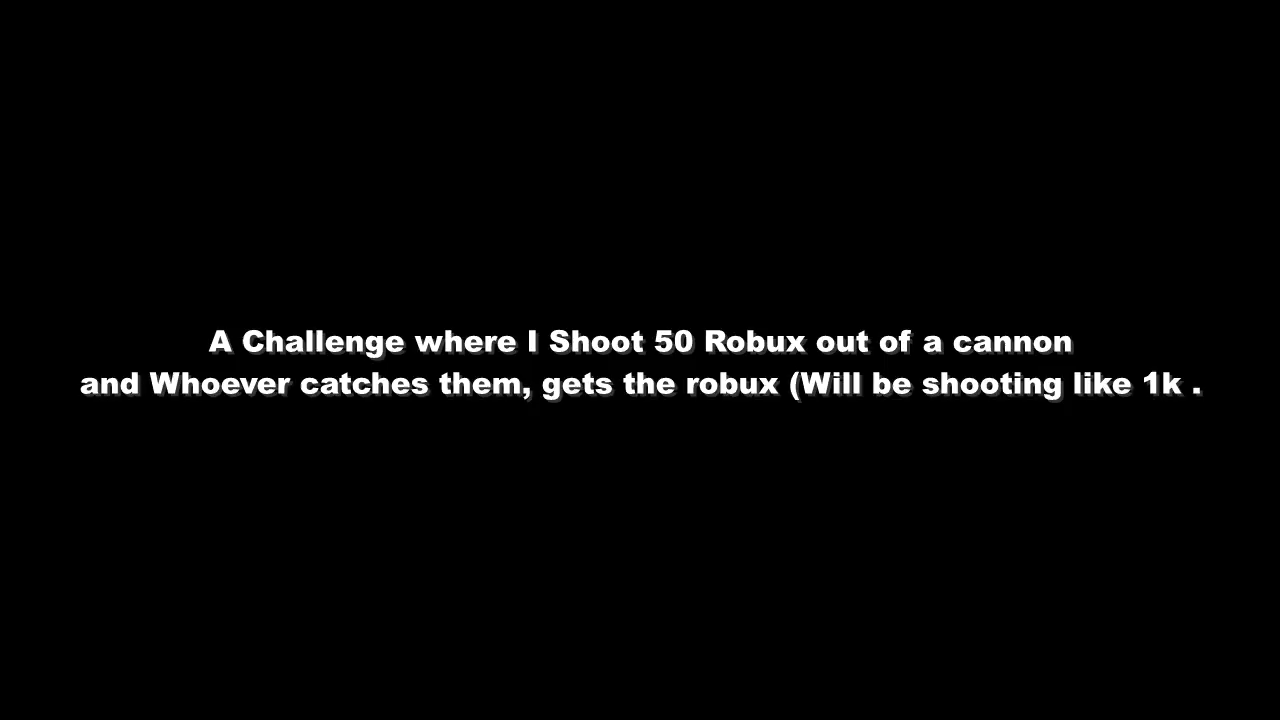 A Challenge where I Shoot 50 Robux out of a cannon
and Whoever catches them, gets the robux (Will be shooting like 1k .